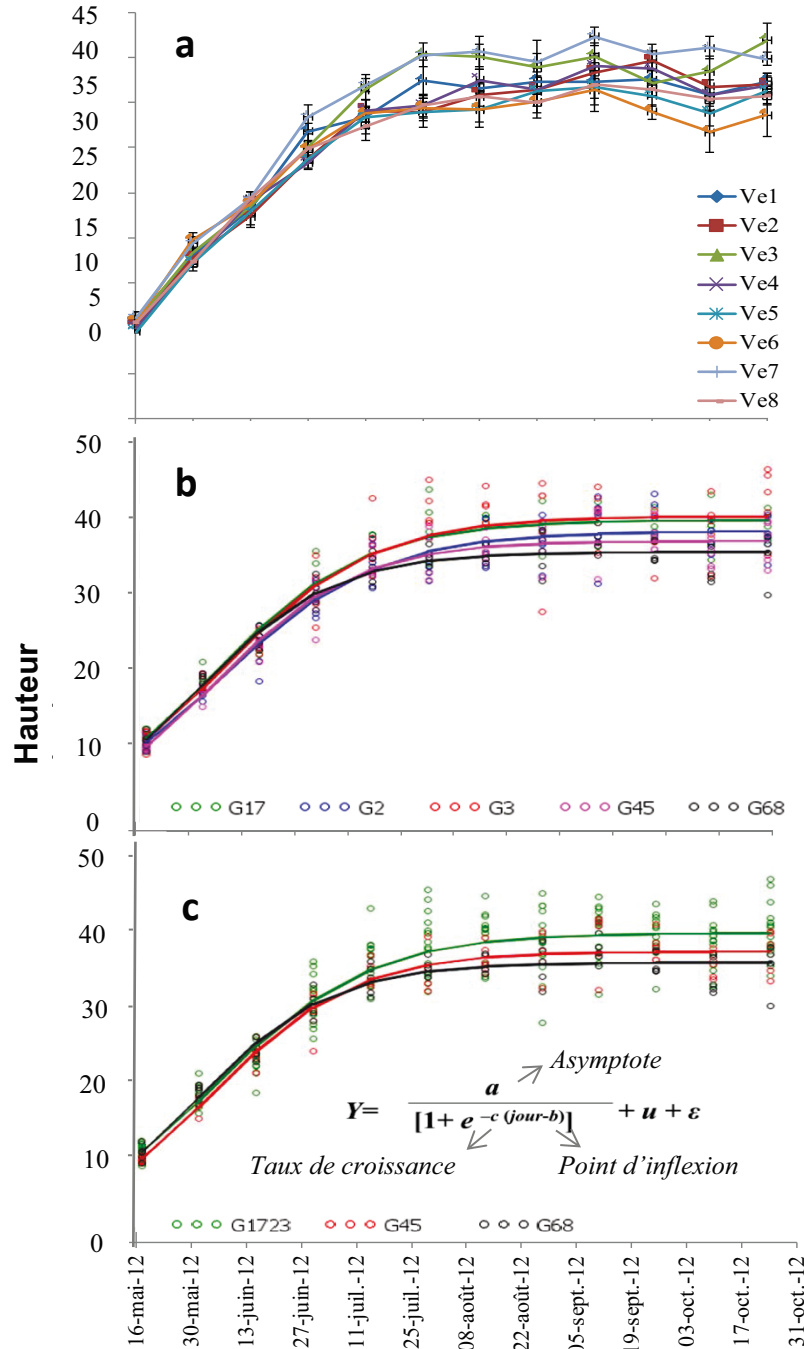 45
a
40
35
30
25
20
15
10
5
0
Ve1
Ve2
Ve3
Ve4
Ve5
Ve6
Ve7
Ve8
50
b
40
30
20
10
0
Hauteur
G17 G2 G3 G45 G68
50
c
40
30
20
10
0
Asymptote
Y= a / [1+ e^{-c (jour-b)}] + u + ε
Taux de croissance Point d’inflexion
G1723 G45 G68
16-mai-12
30-mai-12
13-juin-12
27-juin-12
11-juil.-12
25-juil.-12
08-août-12
22-août-12
05-sept.-12
19-sept.-12
03-oct.-12
17-oct.-12
31-oct.-12